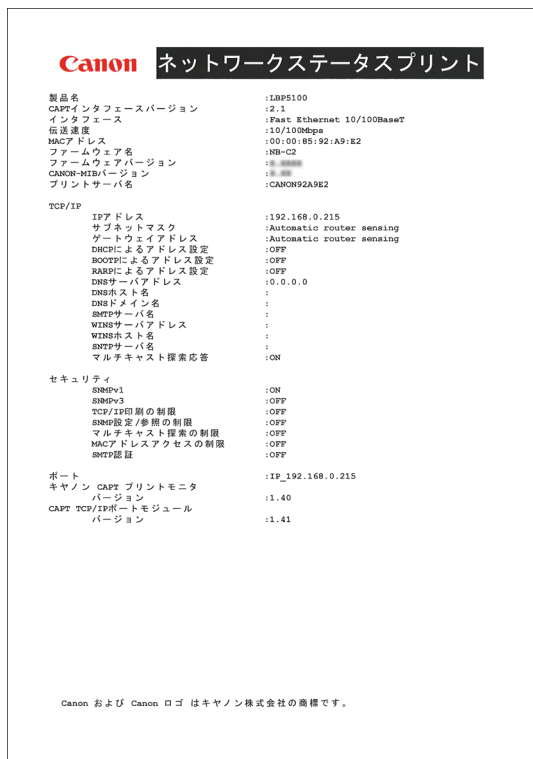 Canon ネットワークステータスプリント
製品名 :LBP5100
CAPTインタフェースバージョン :2.1
インタフェース :Fast Ethernet 10/100BaseT
伝送速度 :10/100Mbps
MACアドレス :00:00:85:92:A9:E2
ファームウェア名 :NB-C2
ファームウェアバージョン :
CANON-MIBバージョン :
プリントサーバ名 :CANON92A9E2
TCP/IP
IPアドレス :192.168.0.215
サブネットマスク :Automatic router sensing
ゲートウェイアドレス :Automatic router sensing
DHCPによるアドレス設定 :OFF
BOOTPによるアドレス設定 :OFF
RARPによるアドレス設定 :OFF
DNSサーバアドレス :0.0.0.0
DNSホスト名 :
DNSドメイン名 :
SMTPサーバ名 :
WINSサーバアドレス :
WINSホスト名 :
SNTPサーバ名 :
マルチキャスト探索応答 :ON
セキュリティ
SNMPv1 :ON
SNMPv3 :OFF
TCP/IP印刷の制限 :OFF
SNMP設定/参照の制限 :OFF
マルチキャスト探索の制限 :OFF
MACアドレスアクセスの制限 :OFF
SMTP認証 :OFF
ポート :IP_192.168.0.215
キヤノン CAPT プリントモニタ
バージョン :1.40
CAPT TCP/IPポートモジュール
バージョン :1.41
Canon および Canon ロゴ はキヤノン株式会社の商標です。